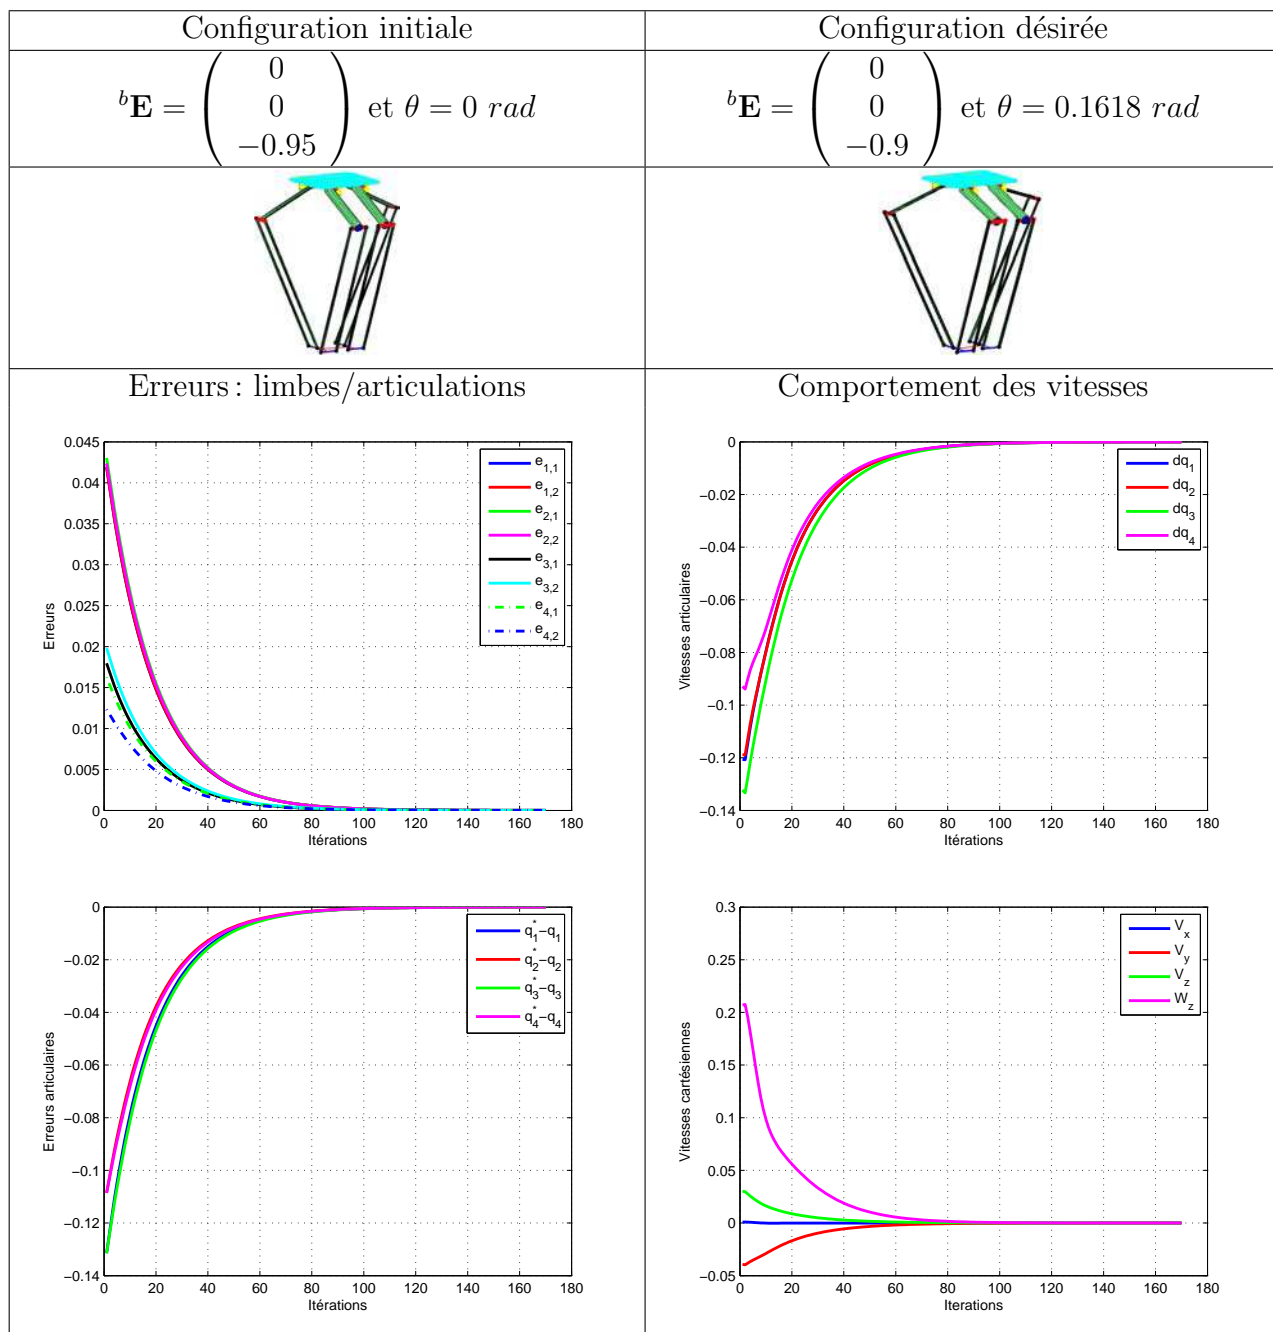 Configuration initiale
Configuration désirée
ᵇE = ( 0 0 −0.95 ) et θ = 0 rad
ᵇE = ( 0 0 −0.9 ) et θ = 0.1618 rad
Erreurs : limbes/articulations
Comportement des vitesses
0.045
0.04
0.035
0.03
0.025
0.02
0.015
0.01
0.005
0
Erreurs
0 20 40 60 80 100 120 140 160 180
Itérations
e1,1
e1,2
e2,1
e2,2
e3,1
e3,2
e4,1
e4,2
0
−0.02
−0.04
−0.06
−0.08
−0.1
−0.12
−0.14
Vitesses articulaires
0 20 40 60 80 100 120 140 160 180
Itérations
dq1
dq2
dq3
dq4
0
−0.02
−0.04
−0.06
−0.08
−0.1
−0.12
−0.14
Erreurs articulaires
0 20 40 60 80 100 120 140 160 180
Itérations
q1*−q1
q2*−q2
q3*−q3
q4*−q4
0.3
0.25
0.2
0.15
0.1
0.05
0
−0.05
Vitesses cartésiennes
0 20 40 60 80 100 120 140 160 180
Iterations
Vx
Vy
Vz
Wz